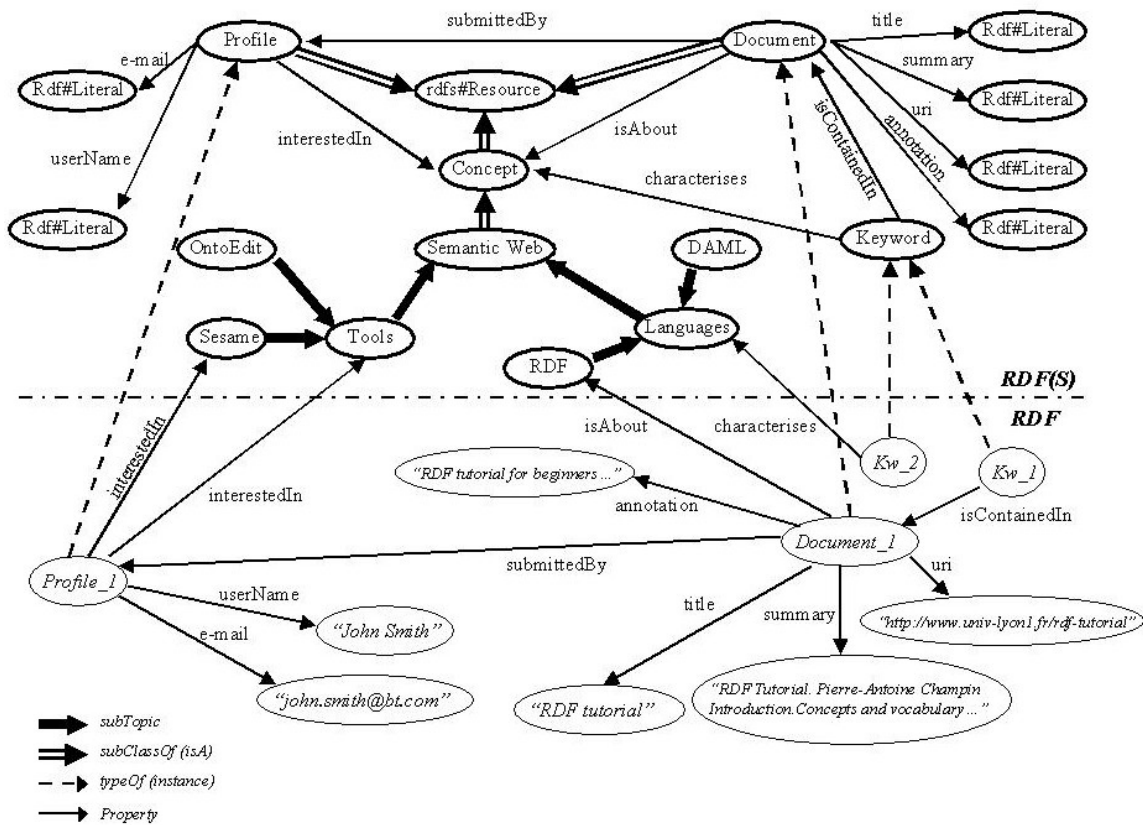 submittedBy
title
Profile
Document
Rdf#Literal
e-mail
summary
Rdf#Literal
rdfs#Resource
Rdf#Literal
isContainedIn
uri
annotation
userName
interestedIn
isAbout
Concept
characterises
Rdf#Literal
Rdf#Literal
Rdf#Literal
OntoEdit
Semantic Web
DAML
Keyword
Sesame
Tools
Languages
RDF
RDF(S)
RDF
interestedIn
isAbout
characterises
Kw_2
Kw_1
"RDF tutorial for beginners ..."
interestedIn
annotation
isContainedIn
Document_1
Profile_1
submittedBy
uri
userName
title
summary
"John Smith"
"http://www.univ-lyon1.fr/rdf-tutorial"
e-mail
"john.smith@bt.com"
"RDF tutorial"
"RDF Tutorial. Pierre-Antoine Champin
Introduction.Concepts and vocabulary ..."
subTopic
subClassOf (isA)
typeOf (instance)
Property